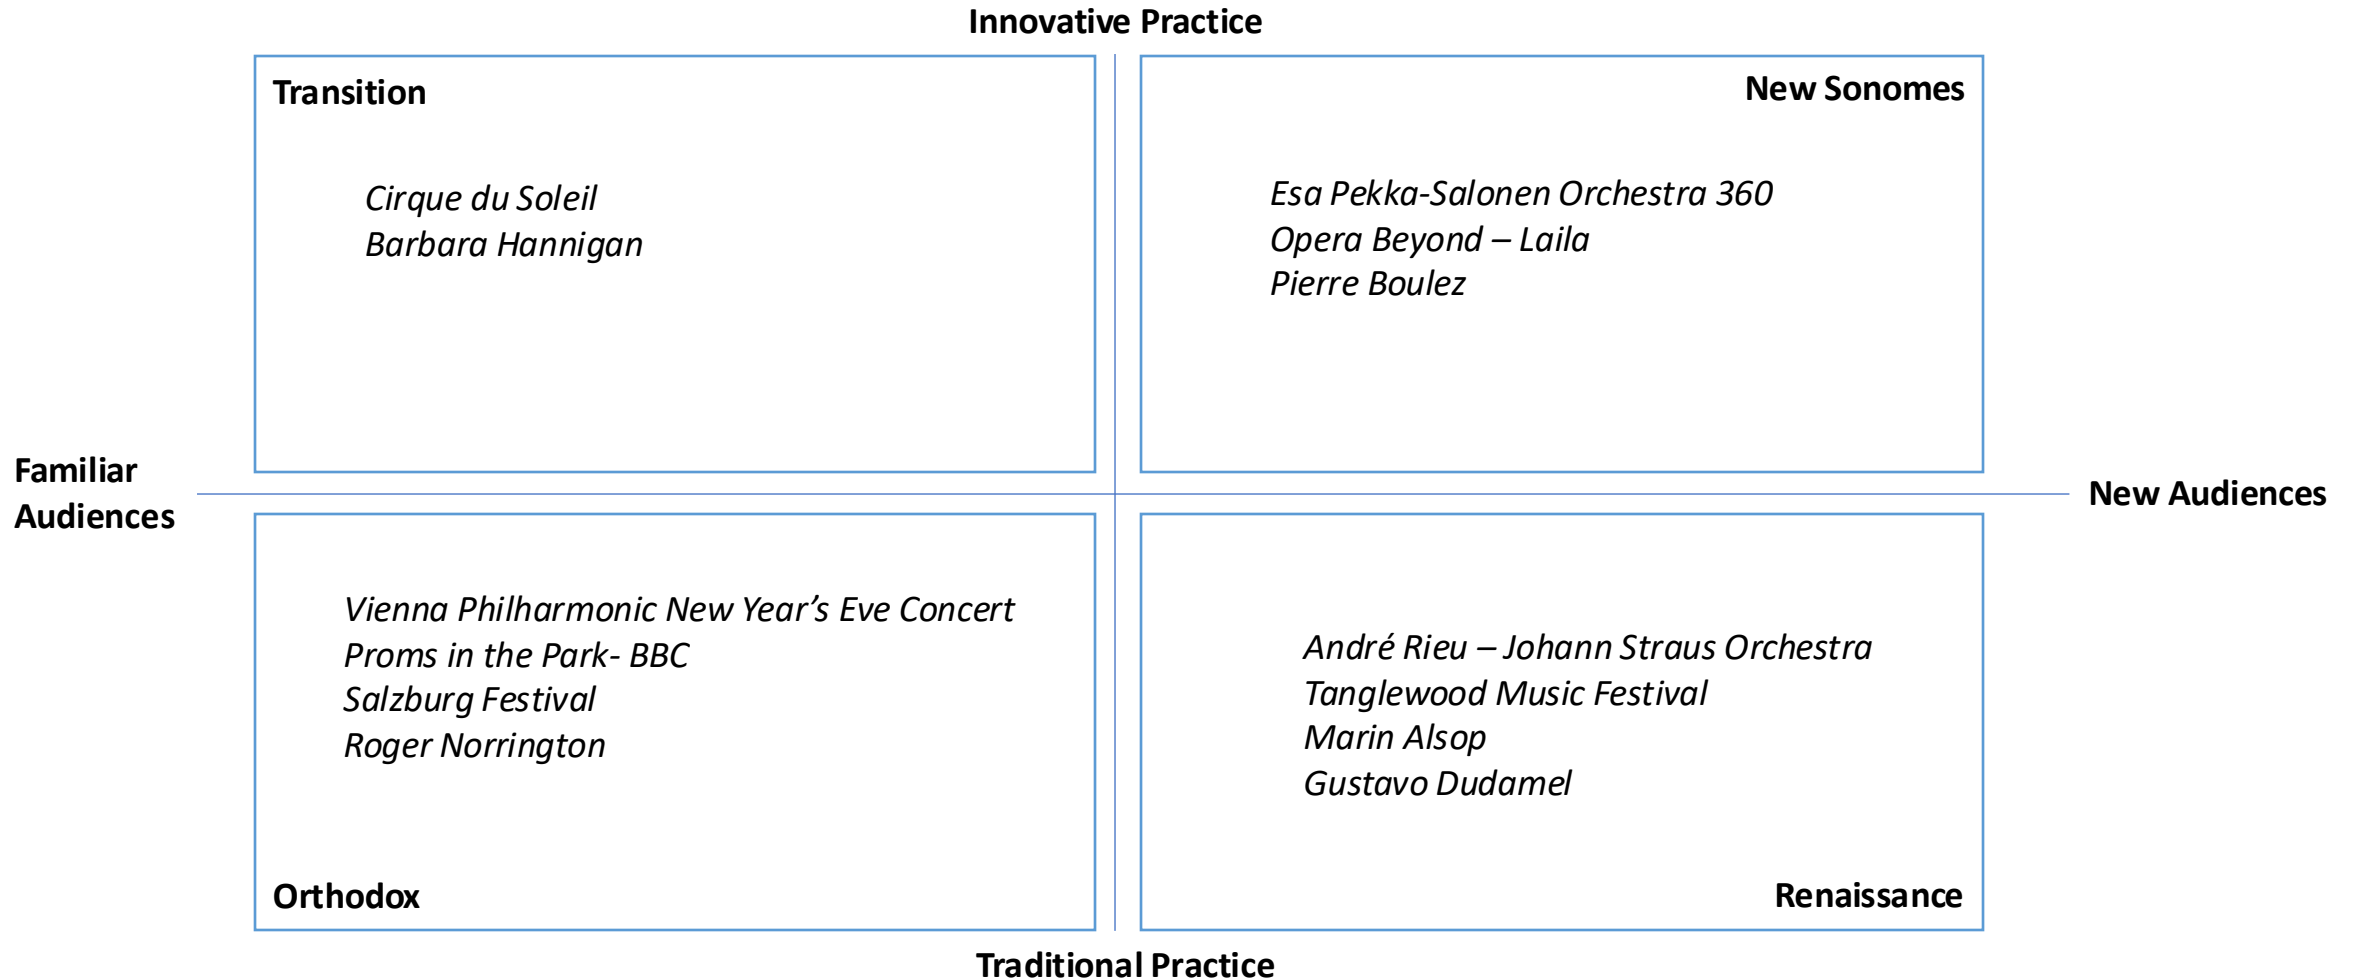 Innovative Practice
Transition
Cirque du Soleil
Barbara Hannigan
New Sonomes
Esa Pekka-Salonen Orchestra 360
Opera Beyond – Laila
Pierre Boulez
Familiar
Audiences
New Audiences
Vienna Philharmonic New Year’s Eve Concert
Proms in the Park- BBC
Salzburg Festival
Roger Norrington
Orthodox
André Rieu – Johann Straus Orchestra
Tanglewood Music Festival
Marin Alsop
Gustavo Dudamel
Renaissance
Traditional Practice